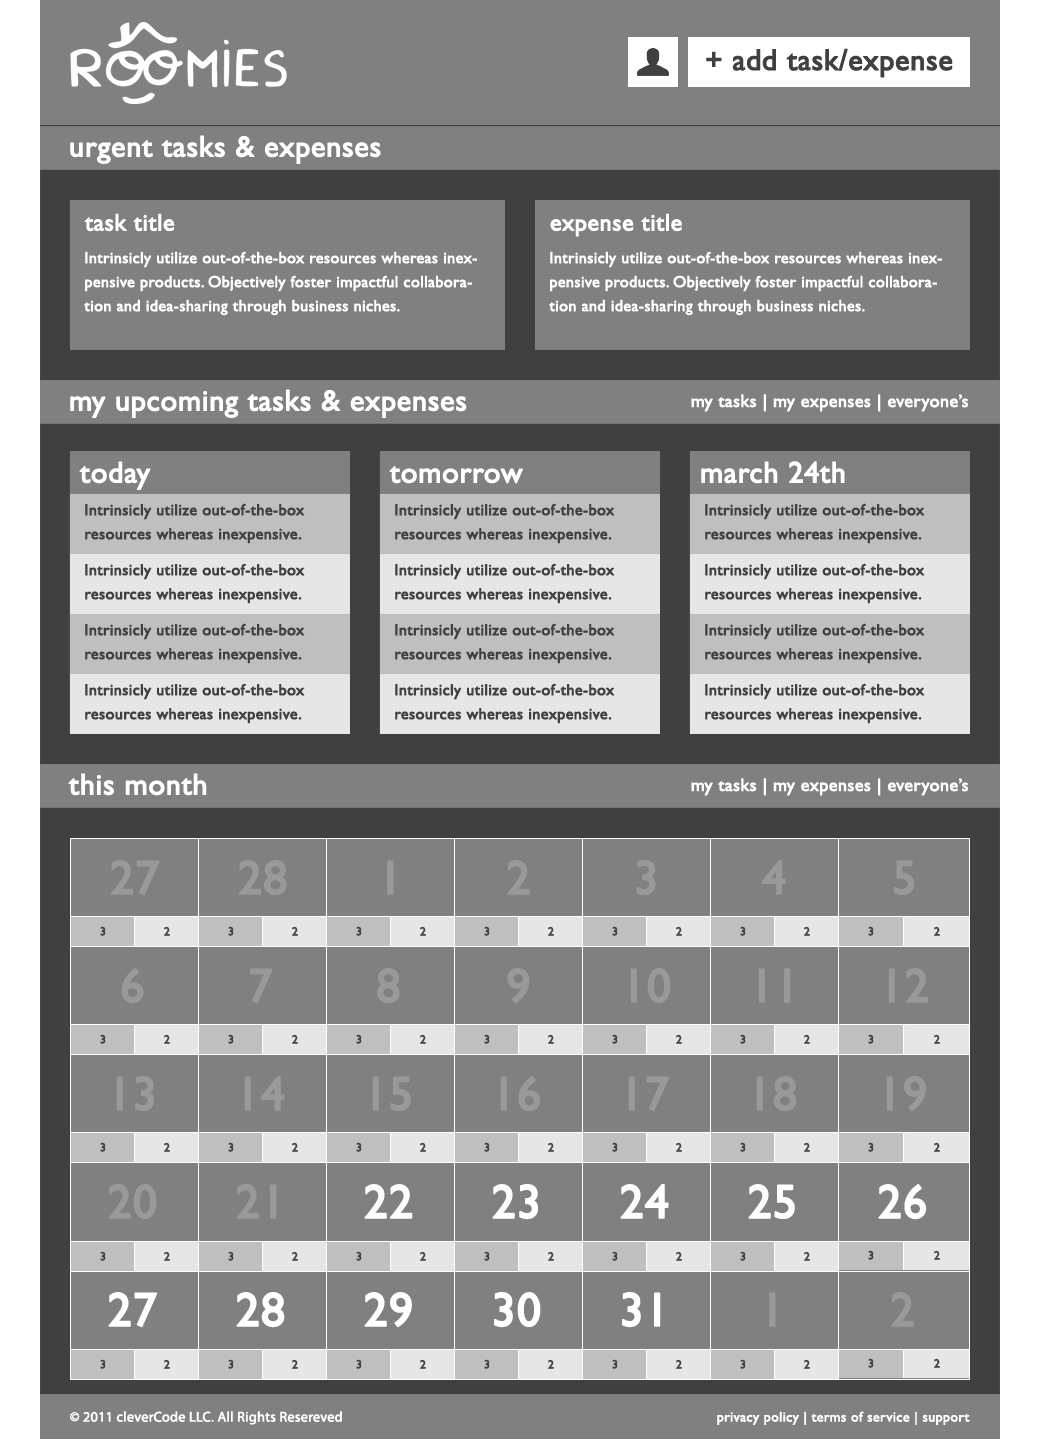 ROOMIES
+ add task/expense
urgent tasks & expenses
task title
Intrinsicly utilize out-of-the-box resources whereas inex-
pensive products. Objectively foster impactful collabora-
tion and idea-sharing through business niches.
expense title
Intrinsicly utilize out-of-the-box resources whereas inex-
pensive products. Objectively foster impactful collabora-
tion and idea-sharing through business niches.
my upcoming tasks & expenses
my tasks | my expenses | everyone's
today
Intrinsicly utilize out-of-the-box
resources whereas inexpensive.
Intrinsicly utilize out-of-the-box
resources whereas inexpensive.
Intrinsicly utilize out-of-the-box
resources whereas inexpensive.
Intrinsicly utilize out-of-the-box
resources whereas inexpensive.
tomorrow
Intrinsicly utilize out-of-the-box
resources whereas inexpensive.
Intrinsicly utilize out-of-the-box
resources whereas inexpensive.
Intrinsicly utilize out-of-the-box
resources whereas inexpensive.
Intrinsicly utilize out-of-the-box
resources whereas inexpensive.
march 24th
Intrinsicly utilize out-of-the-box
resources whereas inexpensive.
Intrinsicly utilize out-of-the-box
resources whereas inexpensive.
Intrinsicly utilize out-of-the-box
resources whereas inexpensive.
Intrinsicly utilize out-of-the-box
resources whereas inexpensive.
this month
my tasks | my expenses | everyone's
27 28 1 2 3 4 5
3 2 3 2 3 2 3 2 3 2 3 2 3 2
6 7 8 9 10 11 12
3 2 3 2 3 2 3 2 3 2 3 2 3 2
13 14 15 16 17 18 19
3 2 3 2 3 2 3 2 3 2 3 2 3 2
20 21 22 23 24 25 26
3 2 3 2 3 2 3 2 3 2 3 2 3 2
27 28 29 30 31 1 2
3 2 3 2 3 2 3 2 3 2 3 2 3 2
© 2011 cleverCode LLC. All Rights Resereved
privacy policy | terms of service | support